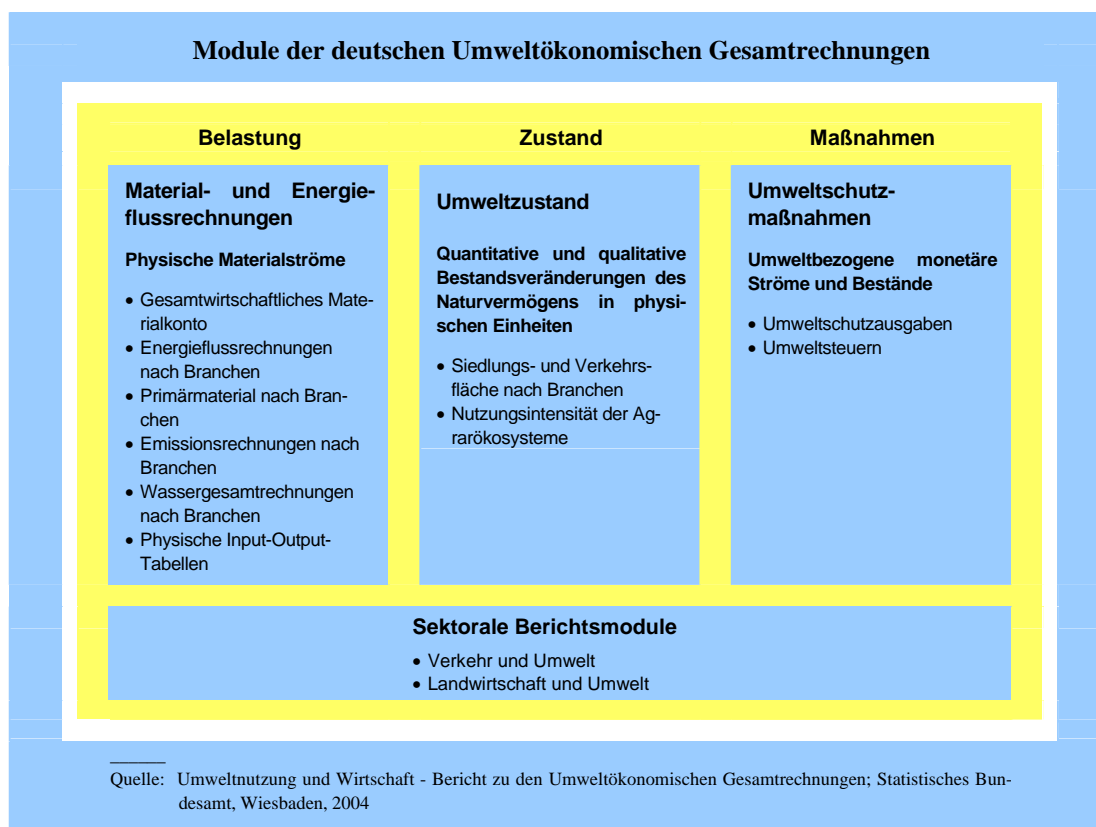 Module der deutschen Umweltökonomischen Gesamtrechnungen
Belastung
Material- und Energie-
flussrechnungen
Physische Materialströme
• Gesamtwirtschaftliches Mate-
rialkonto
• Energieflussrechnungen
nach Branchen
• Primärmaterial nach Bran-
chen
• Emissionsrechnungen nach
Branchen
• Wassergesamtrechnungen
nach Branchen
• Physische Input-Output-
Tabellen
Zustand
Umweltzustand
Quantitative und qualitative
Bestandsveränderungen des
Naturvermögens in physi-
schen Einheiten
• Siedlungs- und Verkehrs-
fläche nach Branchen
• Nutzungsintensität der Ag-
rarökosysteme
Maßnahmen
Umweltschutz-
maßnahmen
Umweltbezogene monetäre
Ströme und Bestände
• Umweltschutzausgaben
• Umweltsteuern
Sektorale Berichtsmodule
• Verkehr und Umwelt
• Landwirtschaft und Umwelt
Quelle: Umweltnutzung und Wirtschaft - Bericht zu den Umweltökonomischen Gesamtrechnungen; Statistisches Bun-
desamt, Wiesbaden, 2004